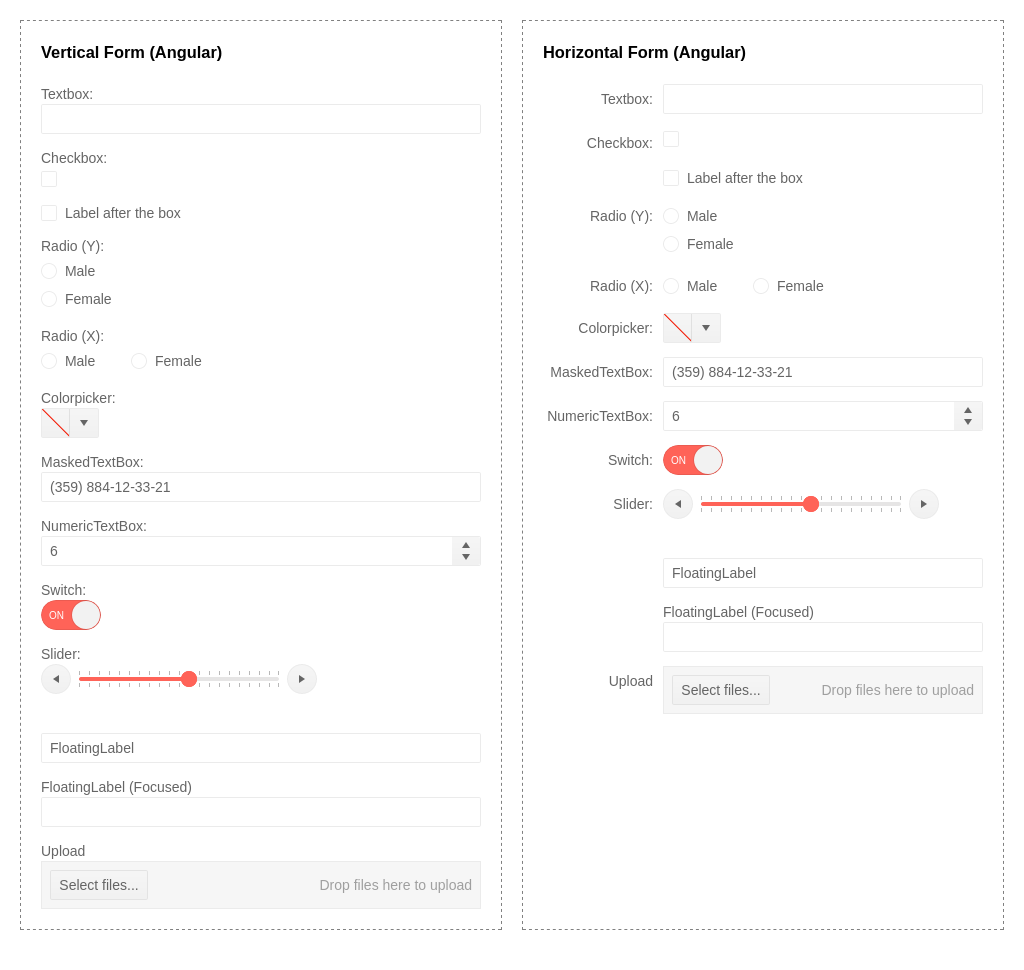 Vertical Form (Angular)
Textbox:
Checkbox:
Label after the box
Radio (Y):
Male
Female
Radio (X):
Male Female
Colorpicker:
MaskedTextBox:
(359) 884-12-33-21
NumericTextBox:
6
Switch:
ON
Slider:
FloatingLabel
FloatingLabel (Focused)
Upload
Select files... Drop files here to upload
Horizontal Form (Angular)
Textbox:
Checkbox:
Label after the box
Radio (Y): Male
Female
Radio (X): Male Female
Colorpicker:
MaskedTextBox: (359) 884-12-33-21
NumericTextBox: 6
Switch: ON
Slider:
FloatingLabel
FloatingLabel (Focused)
Upload Select files... Drop files here to upload